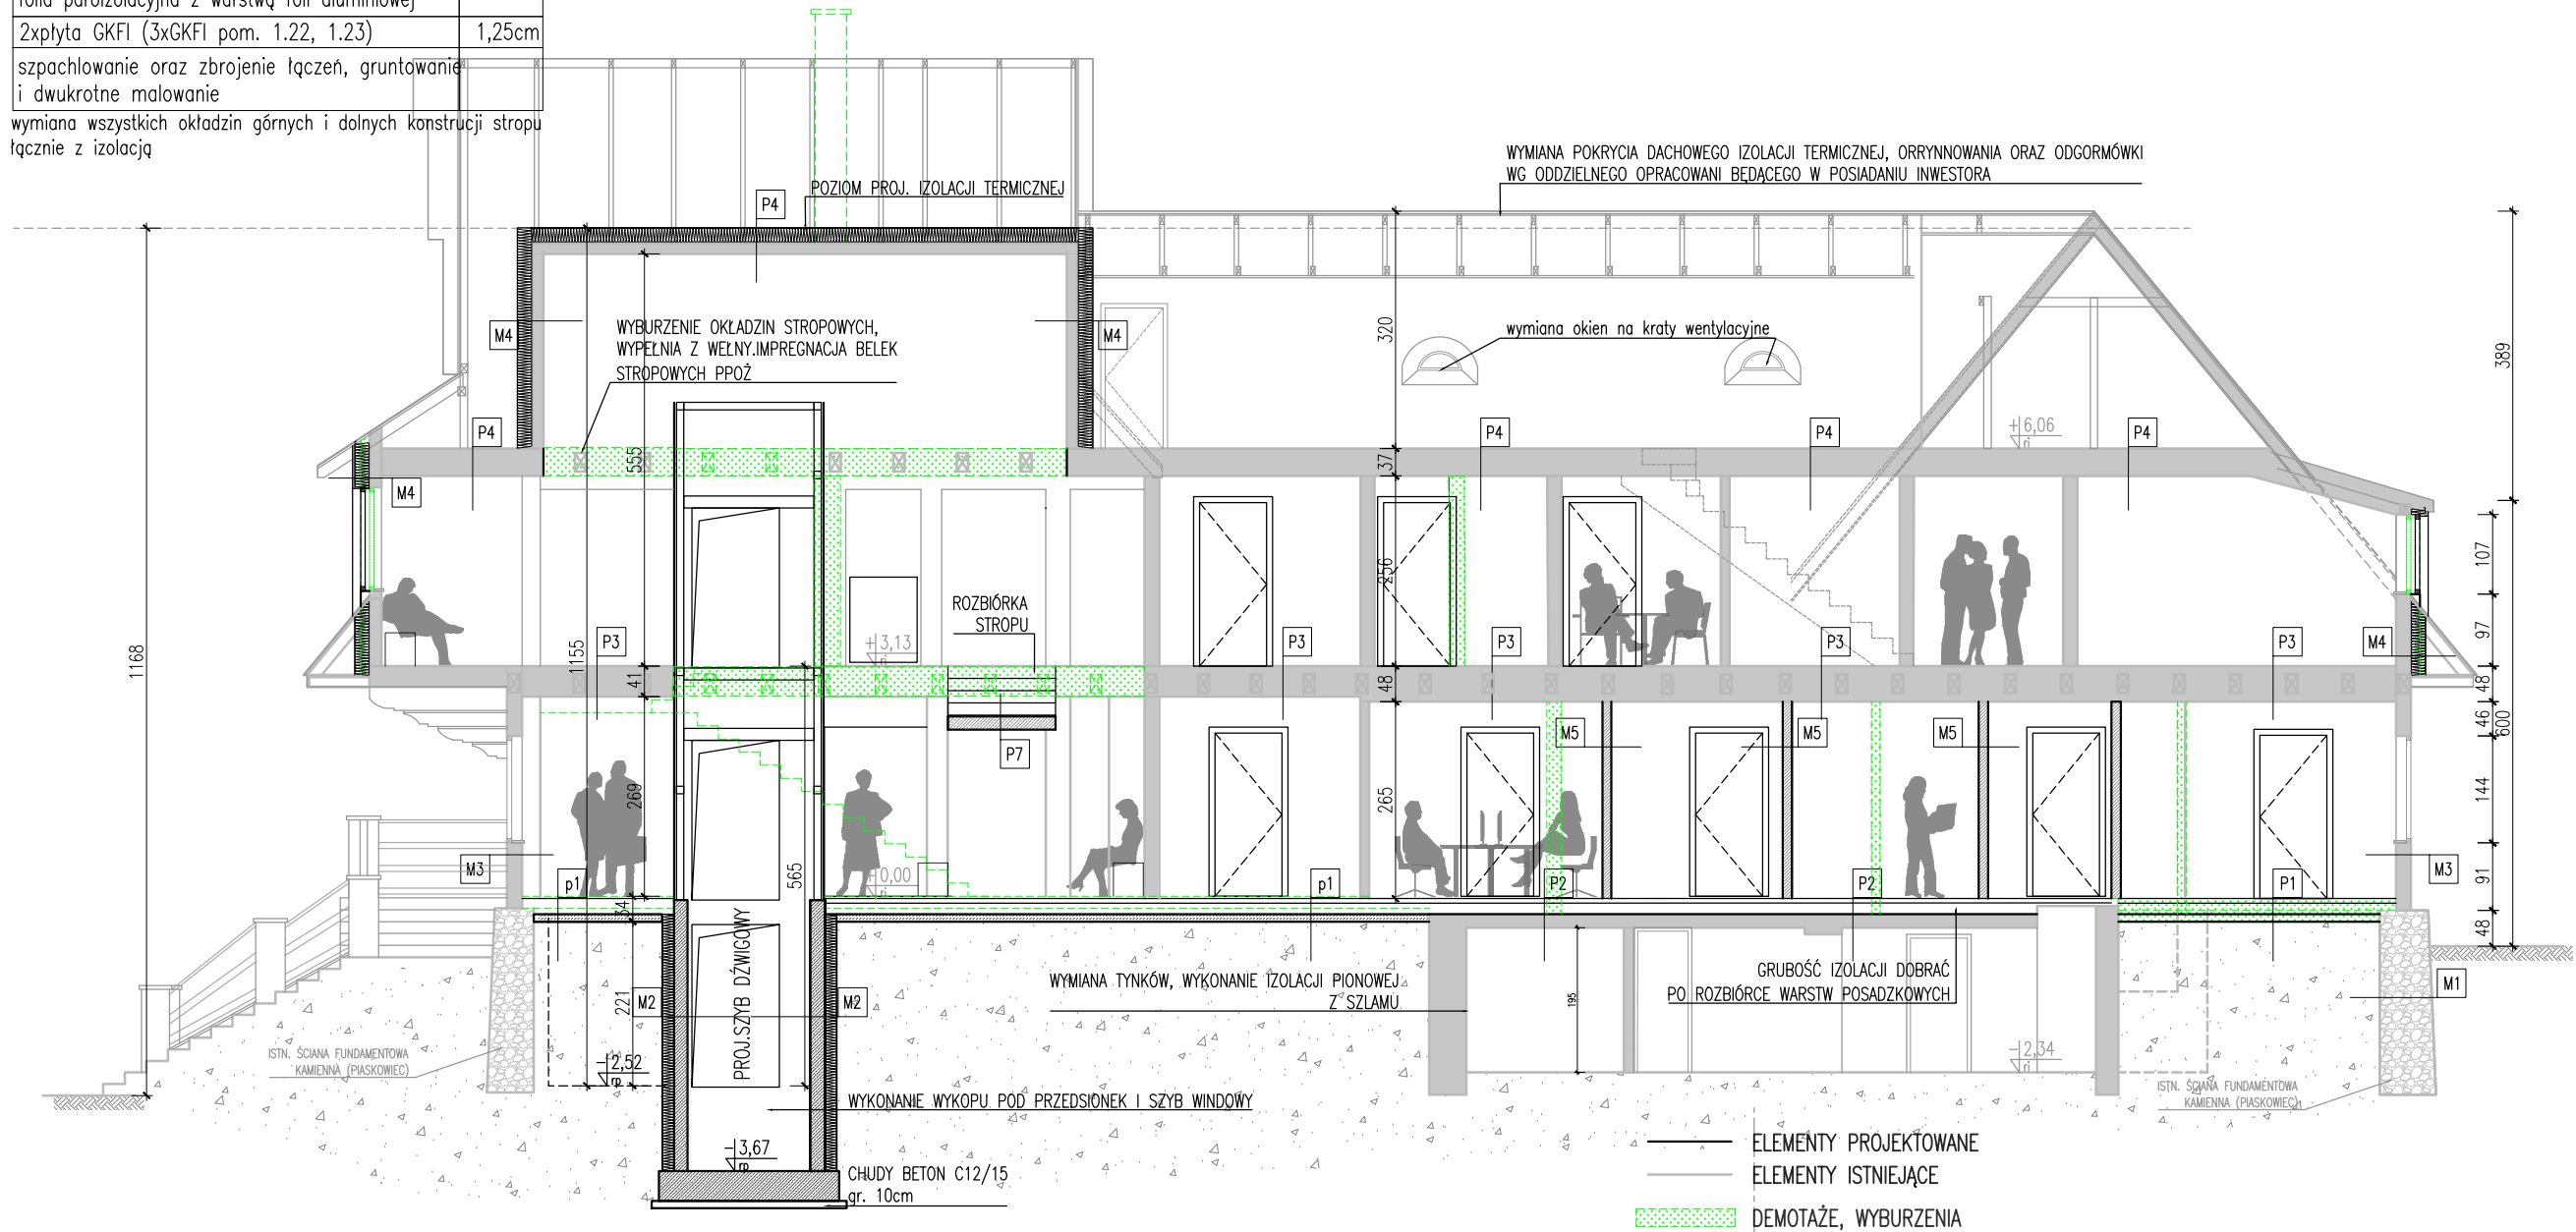 folia paroizolacyjna z warstwą folii aluminiowej
2xpłyta GKFI (3xGKFI pom. 1.22, 1.23) 1,25cm
szpachlowanie oraz zbrojenie łączeń, gruntowanie
i dwukrotne malowanie
wymiana wszystkich okładzin górnych i dolnych konstrucji stropu
łącznie z izolacją
WYMIANA POKRYCIA DACHOWEGO IZOLACJI TERMICZNEJ, ORRYNNOWANIA ORAZ ODGORMÓWKI
WG ODDZIELNEGO OPRACOWANI BĘDĄCEGO W POSIADANIU INWESTORA
POZIOM PROJ. IZOLACJI TERMICZNEJ
P4
M4
WYBURZENIE OKŁADZIN STROPOWYCH,
WYPEŁNIA Z WEŁNY.IMPREGNACJA BELEK
STROPOWYCH PPOŻ
M4
wymiana okien na kraty wentylacyjne
320
389
P4
P4
P4
+6,06
P4
555
37
M4
256
107
1168
1155
P3
ROZBIÓRKA
STROPU
+3,13
P3
P3
P3
P3
M4
97
41
48
48
P7
M5
M5
M5
46
600
269
265
144
M3
p1
565
0,00
p1
P2
P2
P1
M3
91
34
48
PROJ.SZYB DŹWIGOWY
221
M2
M2
WYMIANA TYNKÓW, WYKONANIE IZOLACJI PIONOWEJ
Z SZLAMU
195
GRUBOŚĆ IZOLACJI DOBRAĆ
PO ROZBIÓRCE WARSTW POSADZKOWYCH
M1
ISTN. ŚCIANA FUNDAMENTOWA
KAMIENNA (PIASKOWIEC)
-2,52
-2,34
ISTN. ŚCIANA FUNDAMENTOWA
KAMIENNA (PIASKOWIEC)
WYKONANIE WYKOPU POD PRZEDSIONEK I SZYB WINDOWY
-3,67
CHUDY BETON C12/15
gr. 10cm
ELEMENTY PROJEKTOWANE
ELEMENTY ISTNIEJĄCE
DEMOTAŻE, WYBURZENIA